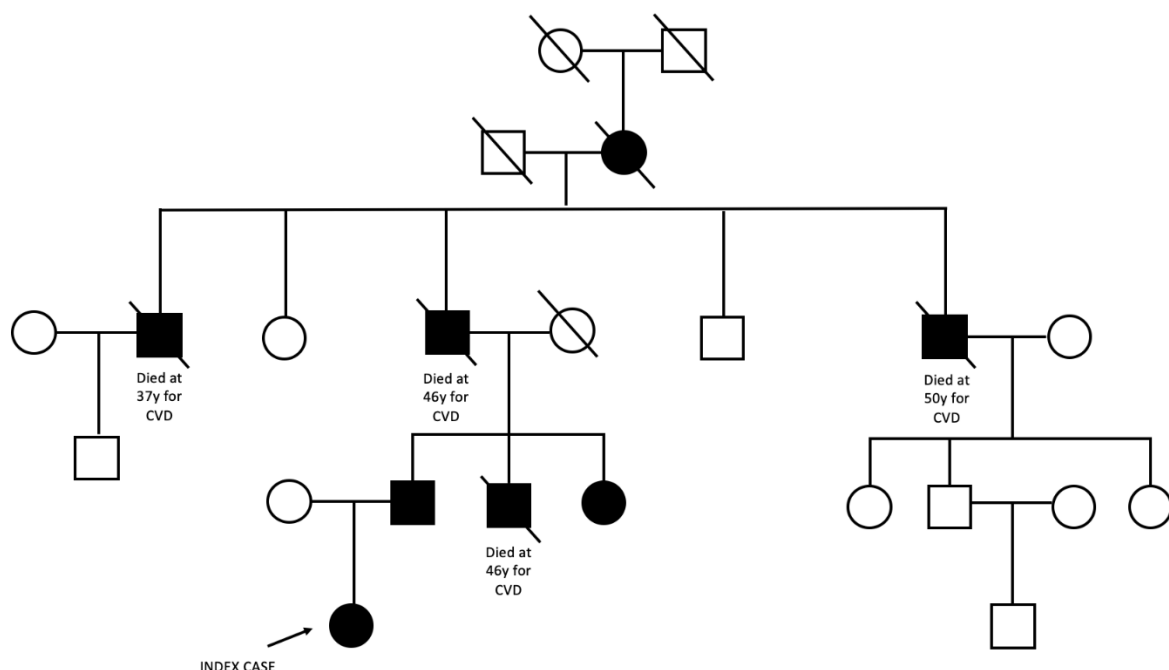 Died at
37y for
CVD
Died at
46y for
CVD
Died at
50y for
CVD
Died at
46y for
CVD
INDEX CASE